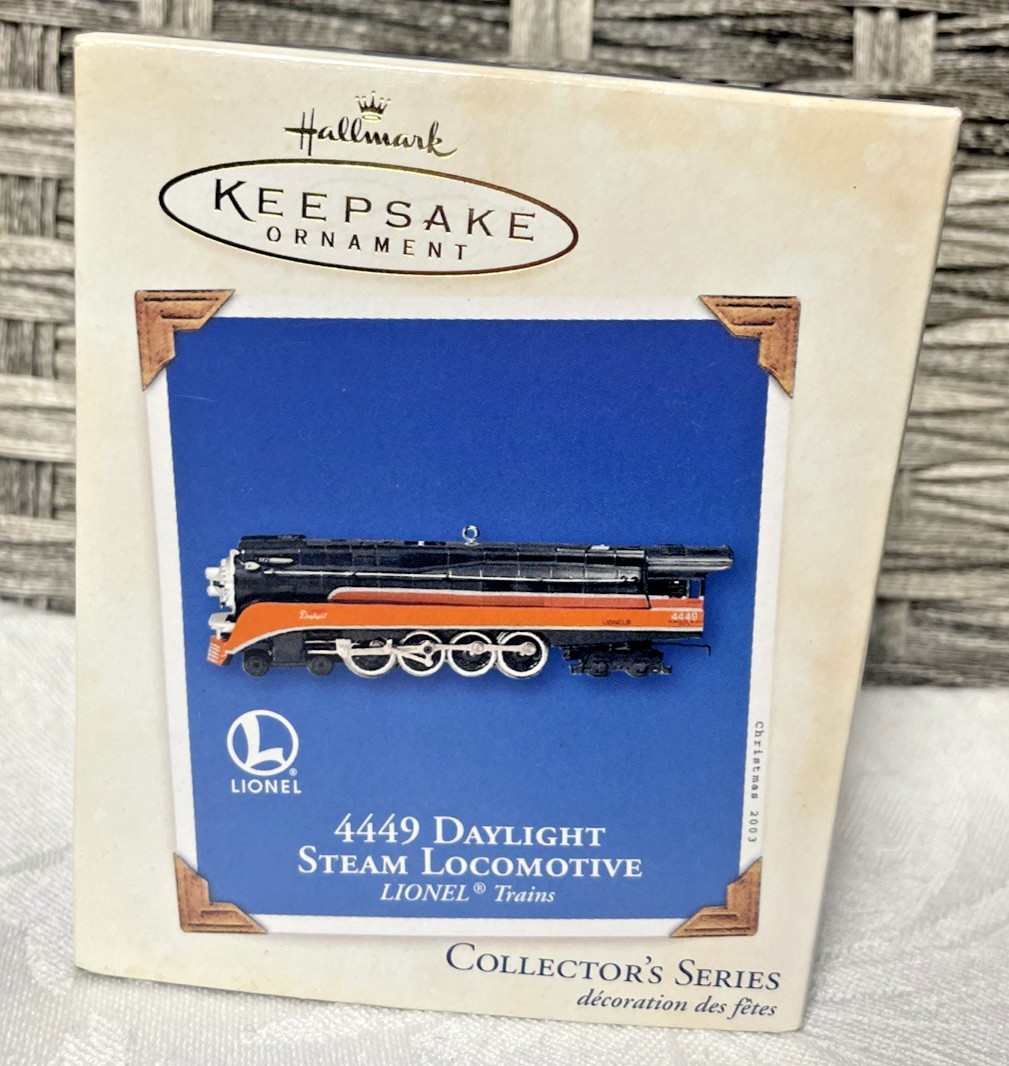 Hallmark
KEEPSAKE
ORNAMENT
Daylight
LIONEL®
4449
Christmas 2003
L®
LIONEL
4449 DAYLIGHT
STEAM LOCOMOTIVE
LIONEL® Trains
COLLECTOR'S SERIES
décoration des fêtes